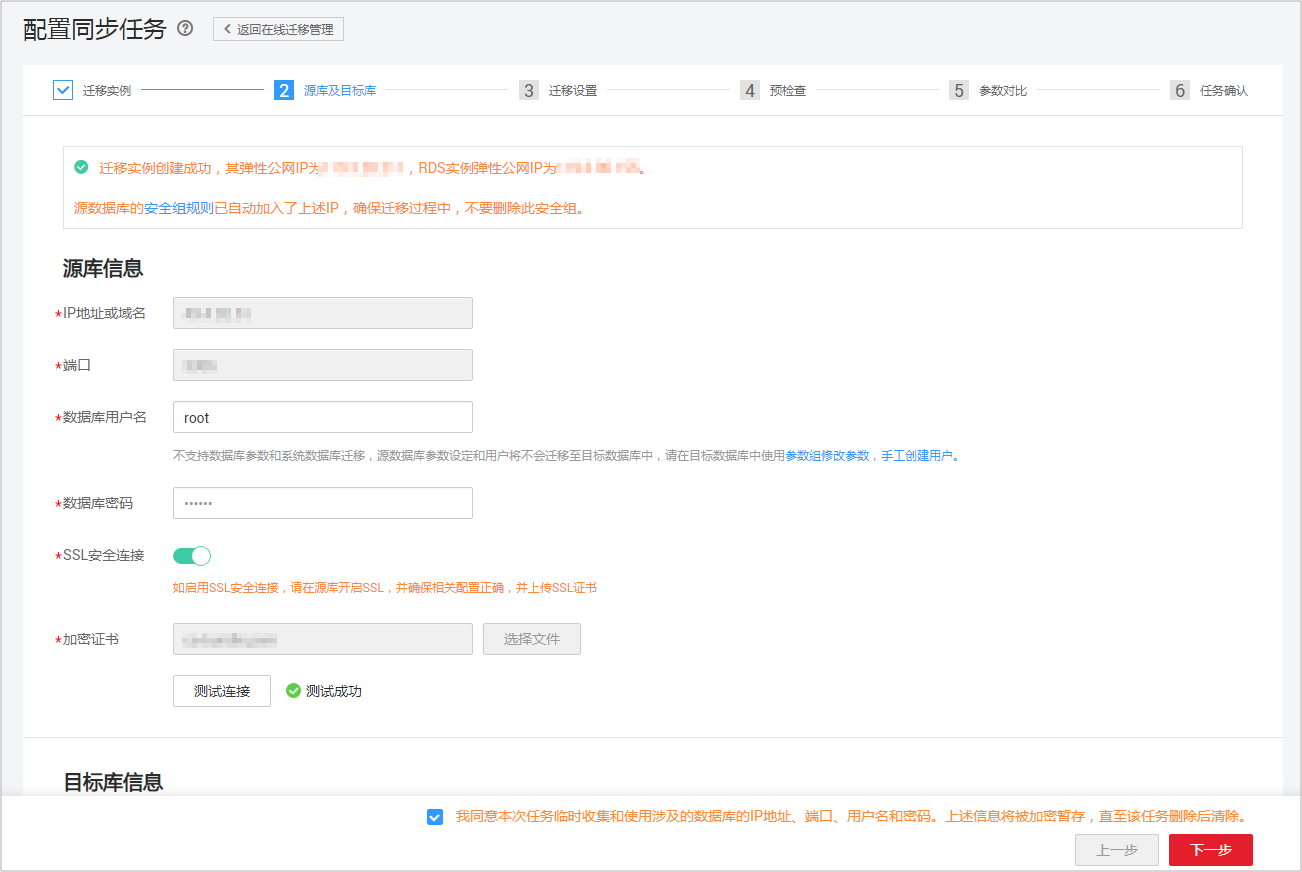 配置同步任务 ? < 返回在线迁移管理
迁移实例 2 源库及目标库 3 迁移设置 4 预检查 5 参数对比 6 任务确认
迁移实例创建成功，其弹性公网IP为，RDS实例弹性公网IP为。
源数据库的安全组规则已自动加入了上述IP，确保迁移过程中，不要删除此安全组。
源库信息
*IP地址或域名
*端口
*数据库用户名 root
不支持数据库参数和系统数据库迁移，源数据库参数设定和用户将不会迁移至目标数据库中，请在目标数据库中使用参数组修改参数，手工创建用户。
*数据库密码 ······
*SSL安全连接
如启用SSL安全连接，请在源库开启SSL，并确保相关配置正确，并上传SSL证书
*加密证书 选择文件
测试连接 测试成功
目标库信息
我同意本次任务临时收集和使用涉及的数据库的IP地址、端口、用户名和密码。上述信息将被加密暂存，直至该任务删除后清除。
上一步 下一步